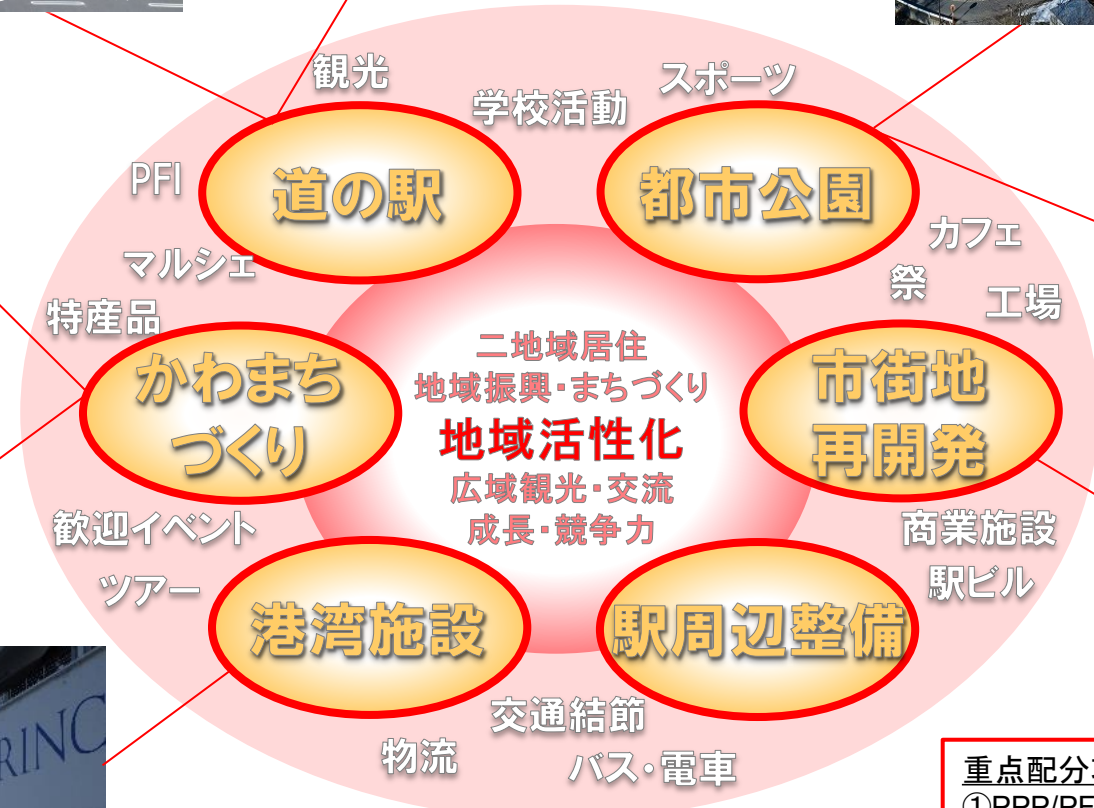 観光
学校活動
スポーツ
PFI
道の駅
都市公園
マルシェ
カフェ
祭
工場
特産品
かわまち
づくり
二地域居住
地域振興・まちづくり
地域活性化
広域観光・交流
成長・競争力
市街地
再開発
歓迎イベント
ツアー
商業施設
駅ビル
港湾施設
駅周辺整備
交通結節
物流
バス・電車
RINC
重点配分